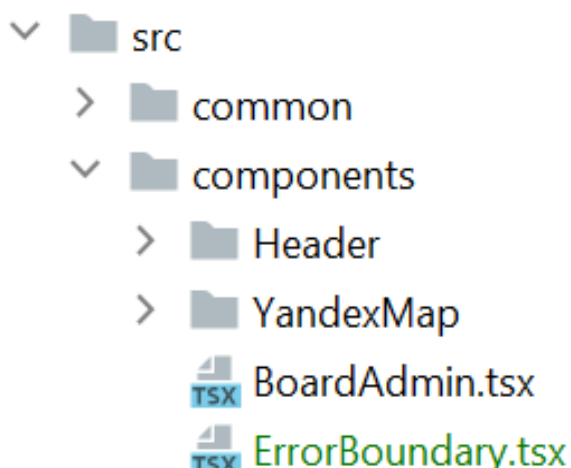 src
common
components
Header
YandexMap
TSX BoardAdmin.tsx
TSX ErrorBoundary.tsx